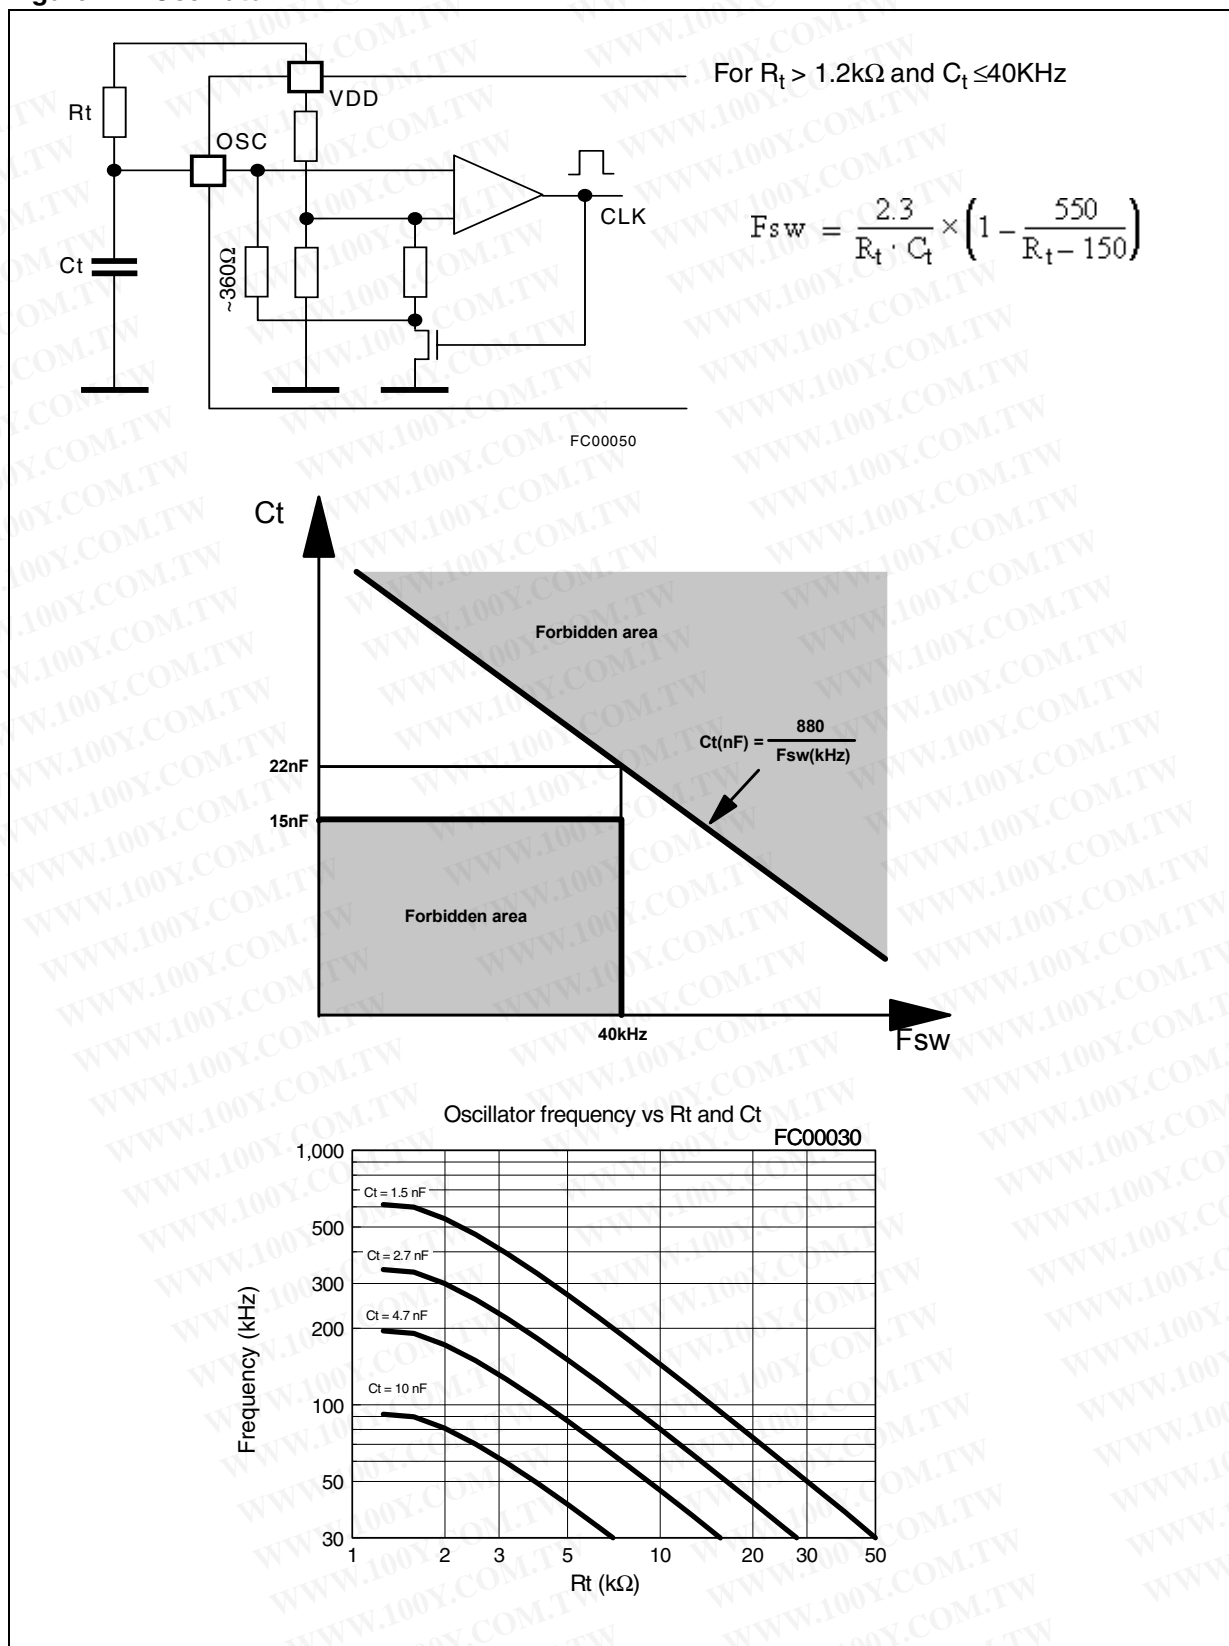 For Rt > 1.2kΩ and Ct ≤40KHz
VDD
Rt
OSC
CLK
Fsw = 2.3 / Rt · Ct × (1 − 550 / Rt − 150)
Ct
~360Ω
FC00050
Ct
Forbidden area
Ct(nF) = 880 / Fsw(kHz)
22nF
15nF
Forbidden area
40kHz
Fsw
Oscillator frequency vs Rt and Ct
FC00030
1,000
Ct = 1.5 nF
500
Ct = 2.7 nF
300
Ct = 4.7 nF
200
Ct = 10 nF
100
50
30
Frequency (kHz)
1 2 3 5 10 20 30 50
Rt (kΩ)
WWW.100Y.COM.TW